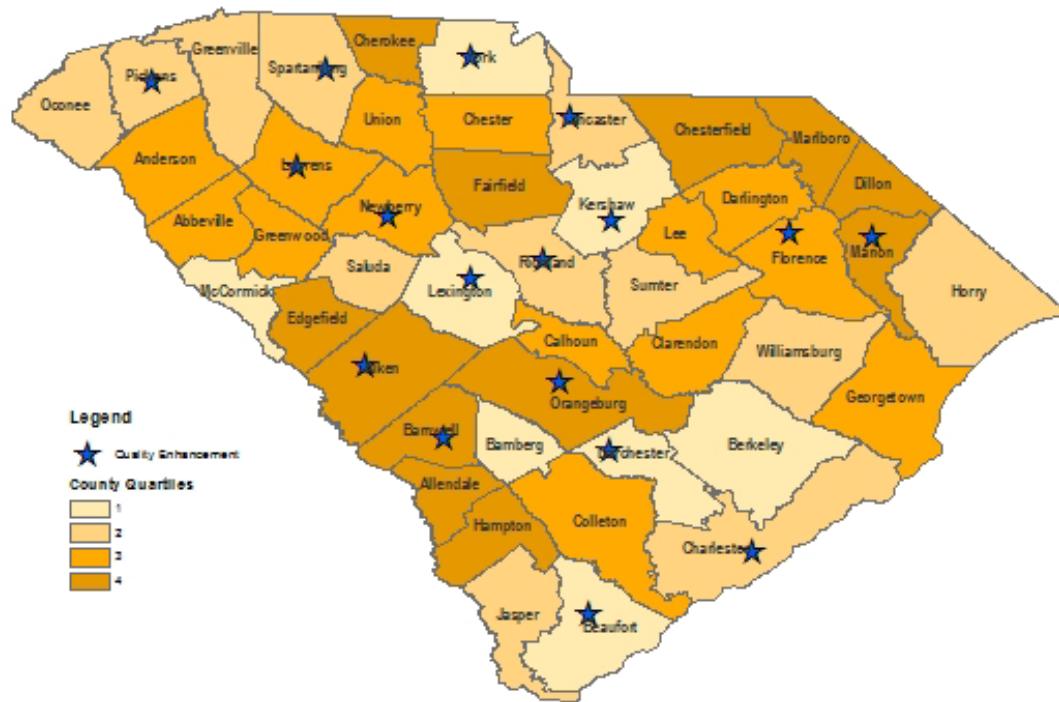 Cherokee
Greenville
York
Spartanburg
Pickens
Oconee
Union
Chester
Lancaster
Chesterfield
Marlboro
Anderson
Laurens
Fairfield
Dillon
Darlington
Kershaw
Newberry
Abbeville
Greenwood
Lee
Florence
Marion
Saluda
Richland
Sumter
Horry
McCormick
Lexington
Edgefield
Calhoun
Clarendon
Williamsburg
Aiken
Orangeburg
Georgetown
Barnwell
Bamberg
Dorchester
Berkeley
Allendale
Hampton
Colleton
Charleston
Jasper
Beaufort
Legend
Quality Enhancement
County Quartiles
1
2
3
4